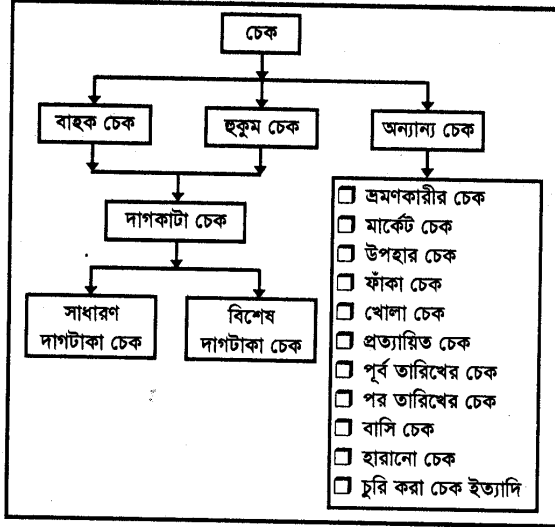 চেক
বাহক চেক
হুকুম চেক
অন্যান্য চেক
দাগকাটা চেক
সাধারণ
দাগটাকা চেক
বিশেষ
দাগটাকা চেক
ভ্রমণকারীর চেক
মার্কেট চেক
উপহার চেক
ফাঁকা চেক
খোলা চেক
প্রত্যায়িত চেক
পূর্ব তারিখের চেক
পর তারিখের চেক
বাসি চেক
হারানো চেক
চুরি করা চেক ইত্যাদি